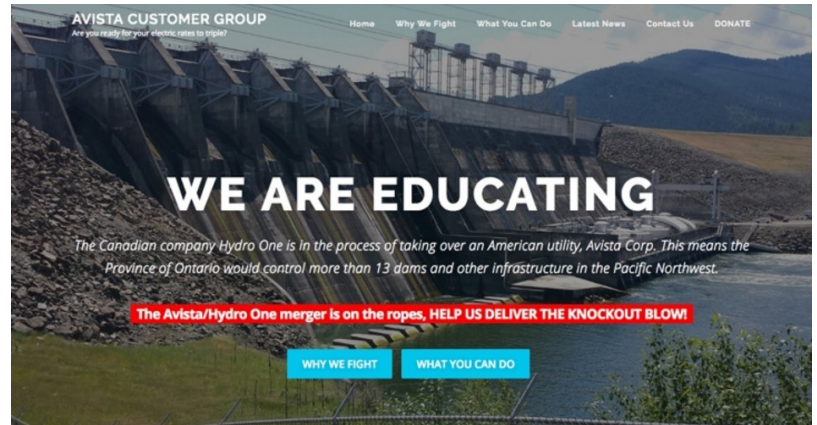 AVISTA CUSTOMER GROUP
Are you ready for your electric rates to triple?
Home Why We Fight What You Can Do Latest News Contact Us DONATE
WE ARE EDUCATING
The Canadian company Hydro One is in the process of taking over an American utility, Avista Corp. This means the
Province of Ontario would control more than 13 dams and other infrastructure in the Pacific Northwest.
The Avista/Hydro One merger is on the ropes, HELP US DELIVER THE KNOCKOUT BLOW!
WHY WE FIGHT WHAT YOU CAN DO